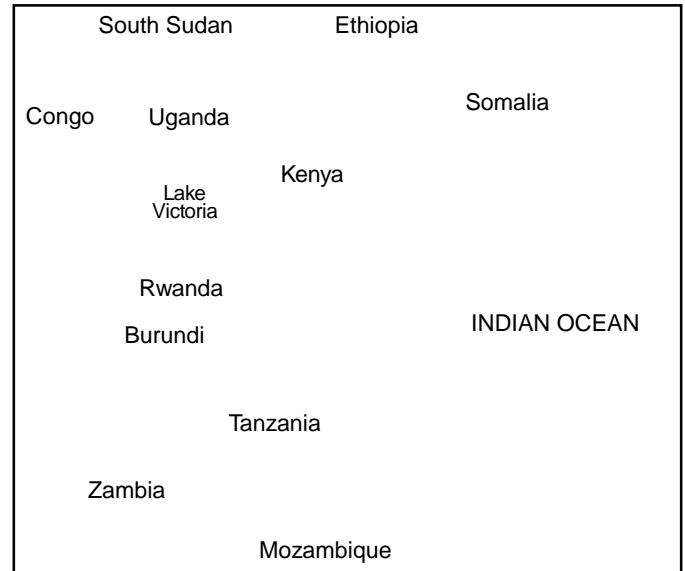 South Sudan Ethiopia
Somalia
Congo Uganda
Kenya
Lake
Victoria
Rwanda
INDIAN OCEAN
Burundi
Tanzania
Zambia
Mozambique